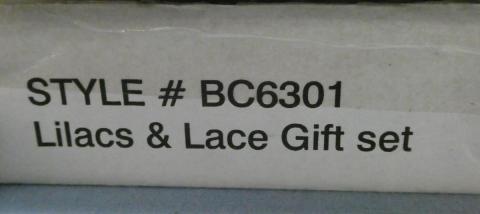 STYLE # BC6301
Lilacs & Lace Gift set